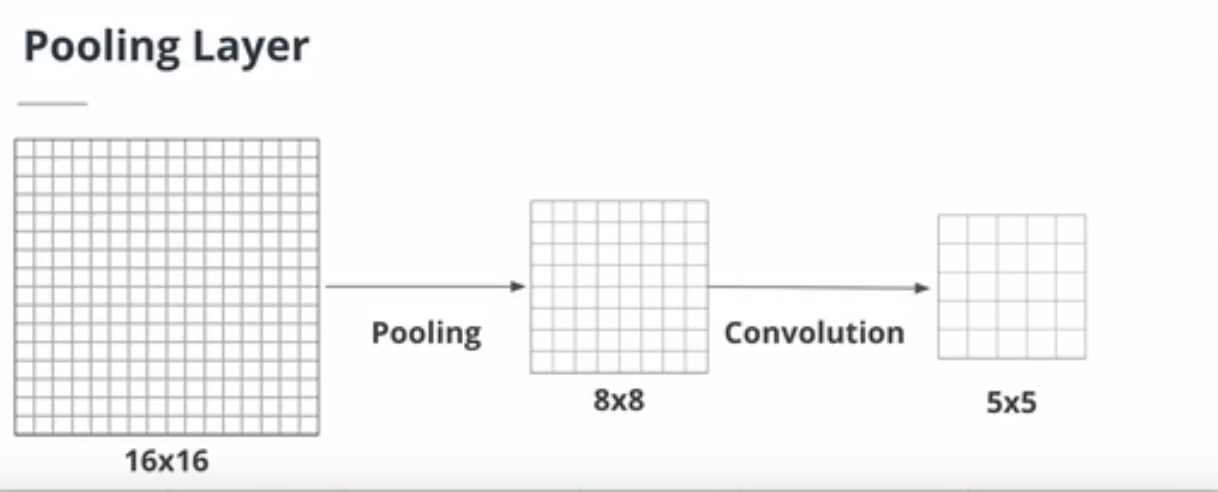 Pooling Layer
Pooling
Convolution
8x8
5x5
16x16